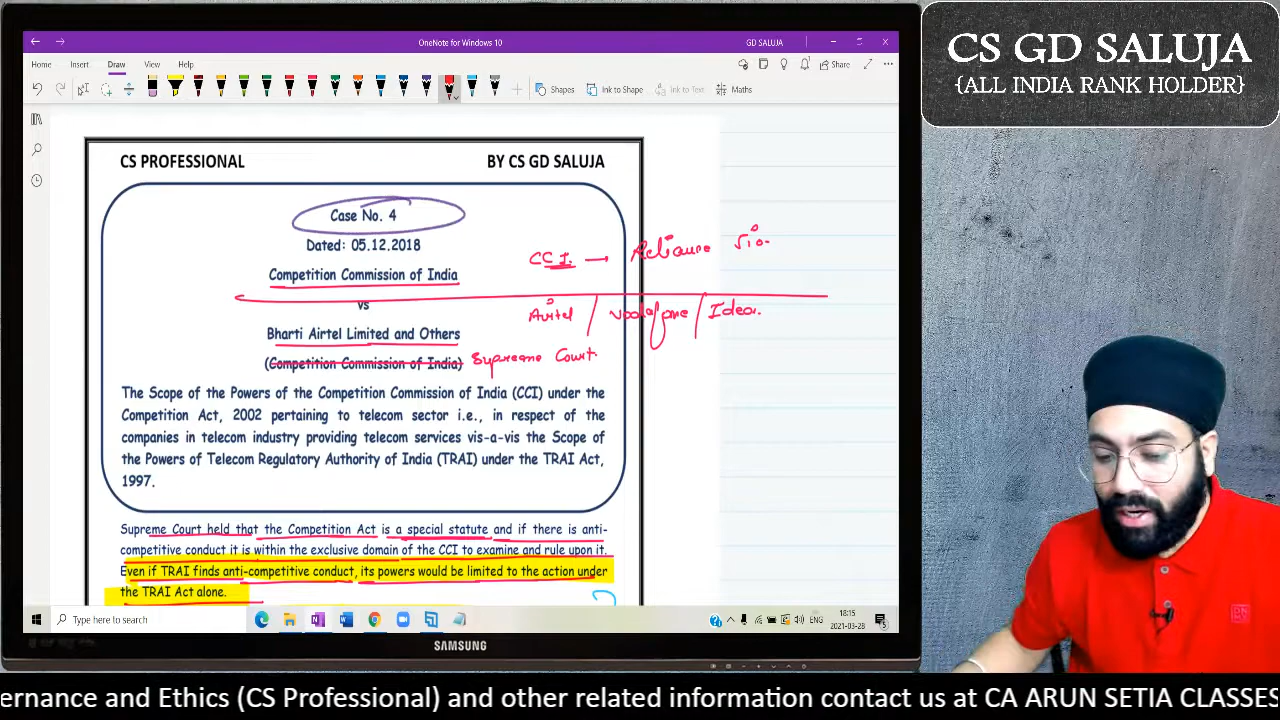 CS GD SALUJA
{ALL INDIA RANK HOLDER}
OneNote for Windows 10
GD SALUJA
Home Insert Draw View Help
Share
Shapes Ink to Shape Ink to Text Maths
CS PROFESSIONAL BY CS GD SALUJA
Case No. 4
Dated: 05.12.2018
Competition Commission of India
vs
Bharti Airtel Limited and Others
(Competition Commission of India) Supreme Court
CCI. → Reliance Jio
Airtel / Vodafone / Idea.
The Scope of the Powers of the Competition Commission of India (CCI) under the
Competition Act, 2002 pertaining to telecom sector i.e., in respect of the
companies in telecom industry providing telecom services vis-a-vis the Scope of
the Powers of Telecom Regulatory Authority of India (TRAI) under the TRAI Act,
1997.
Supreme Court held that the Competition Act is a special statute and if there is anti-
competitive conduct it is within the exclusive domain of the CCI to examine and rule upon it.
Even if TRAI finds anti-competitive conduct, its powers would be limited to the action under
the TRAI Act alone.
Type here to search
ENG
18:15
2021-03-28
SAMSUNG
ernance and Ethics (CS Professional) and other related information contact us at CA ARUN SETIA CLASSES